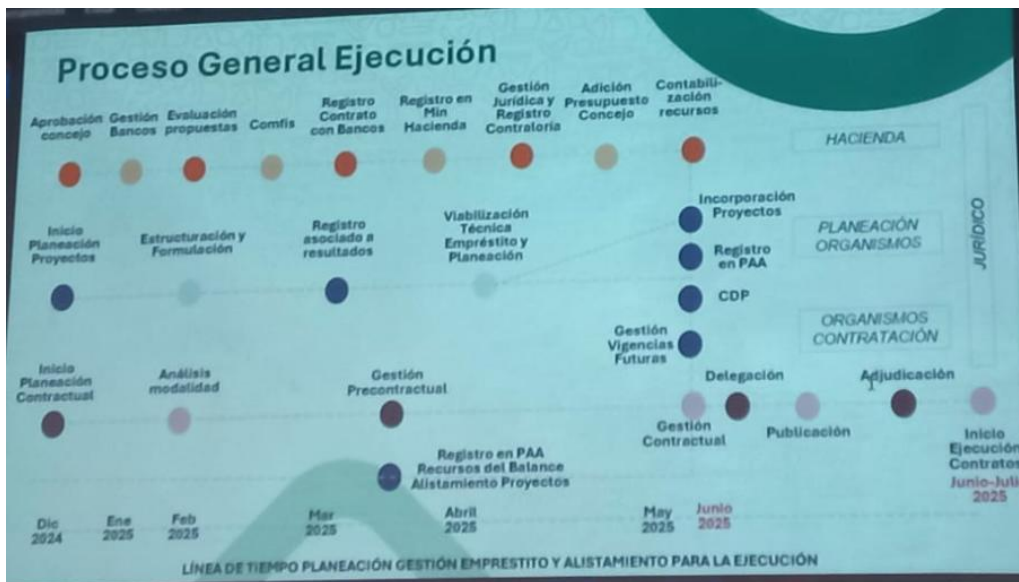 Proceso General Ejecución
Aprobación
concejo
Gestión
Bancos
Evaluación
propuestas
Comfis
Registro
Contrato
con Bancos
Registro en
Min
Hacienda
Gestión
Jurídica y
Registro
Contraloría
Adición
Presupuesto
Concejo
Contabili-
zación
recursos
HACIENDA
Inicio
Planeación
Proyectos
Estructuración y
Formulación
Registro
asociado a
resultados
Viabilización
Técnica
Empréstito y
Planeación
Incorporación
Proyectos
Registro
en PAA
CDP
Gestión
Vigencias
Futuras
PLANEACIÓN
ORGANISMOS
JURÍDICO
ORGANISMOS
CONTRATACIÓN
Inicio
Planeación
Contractual
Análisis
modalidad
Gestión
Precontractual
Registro en PAA
Recursos del Balance
Alistamiento Proyectos
Gestión
Contractual
Delegación
Publicación
Adjudicación
Inicio
Ejecución
Contratos
Junio-Juli
2025
Dic
2024
Ene
2025
Feb
2025
Mar
2025
Abril
2025
May
2025
Junio
2025
LÍNEA DE TIEMPO PLANEACIÓN GESTIÓN EMPRESTITO Y ALISTAMIENTO PARA LA EJECUCIÓN